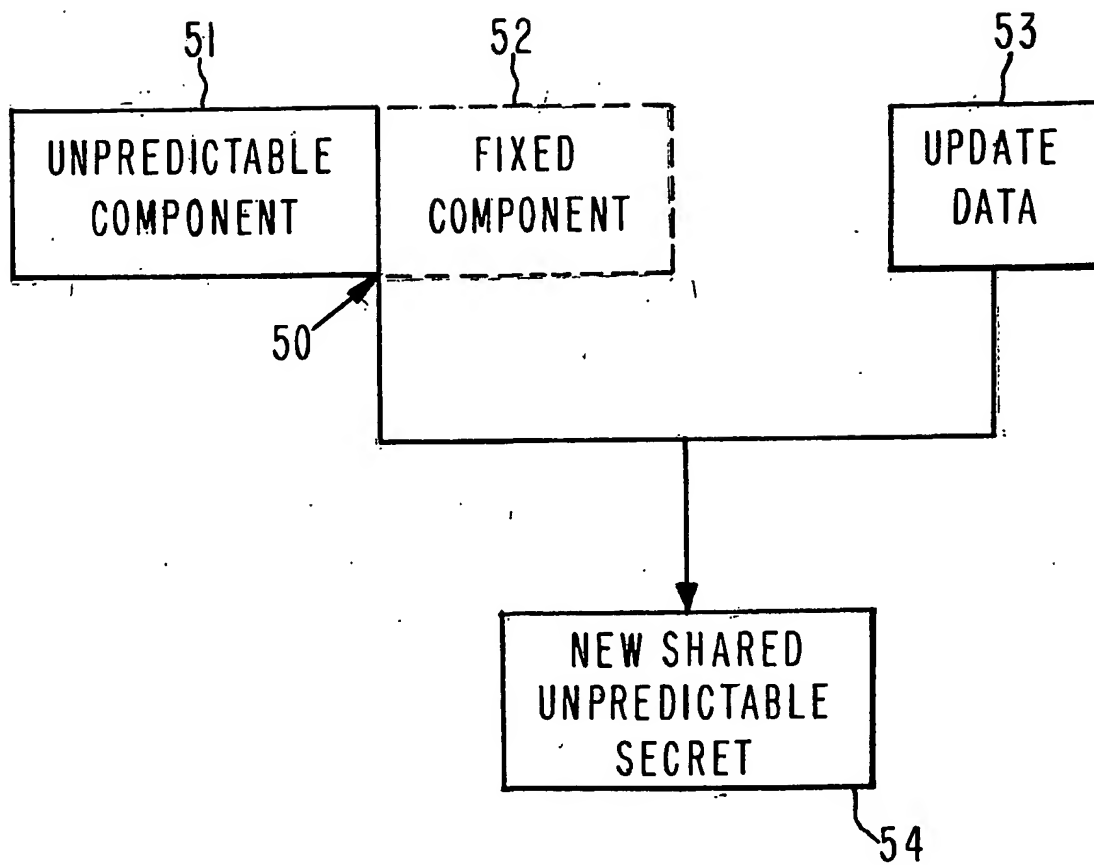 51
52
53
UNPREDICTABLE
COMPONENT
FIXED
COMPONENT
UPDATE
DATA
50
NEW SHARED
UNPREDICTABLE
SECRET
54